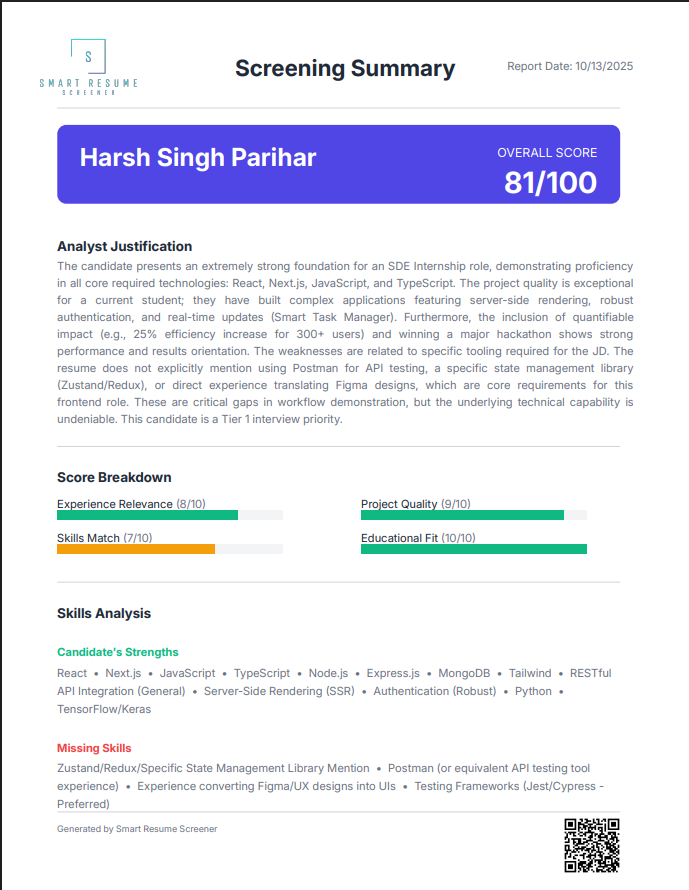 S
SMART RESUME
SCREENER
Screening Summary
Report Date: 10/13/2025
Harsh Singh Parihar
OVERALL SCORE
81/100
Analyst Justification
The candidate presents an extremely strong foundation for an SDE Internship role, demonstrating proficiency
in all core required technologies: React, Next.js, JavaScript, and TypeScript. The project quality is exceptional
for a current student; they have built complex applications featuring server-side rendering, robust
authentication, and real-time updates (Smart Task Manager). Furthermore, the inclusion of quantifiable
impact (e.g., 25% efficiency increase for 300+ users) and winning a major hackathon shows strong
performance and results orientation. The weaknesses are related to specific tooling required for the JD. The
resume does not explicitly mention using Postman for API testing, a specific state management library
(Zustand/Redux), or direct experience translating Figma designs, which are core requirements for this
frontend role. These are critical gaps in workflow demonstration, but the underlying technical capability is
undeniable. This candidate is a Tier 1 interview priority.
Score Breakdown
Experience Relevance (8/10)
Project Quality (9/10)
Skills Match (7/10)
Educational Fit (10/10)
Skills Analysis
Candidate's Strengths
React • Next.js • JavaScript • TypeScript • Node.js • Express.js • MongoDB • Tailwind • RESTful
API Integration (General) • Server-Side Rendering (SSR) • Authentication (Robust) • Python •
TensorFlow/Keras
Missing Skills
Zustand/Redux/Specific State Management Library Mention • Postman (or equivalent API testing tool
experience) • Experience converting Figma/UX designs into UIs • Testing Frameworks (Jest/Cypress -
Preferred)
Generated by Smart Resume Screener